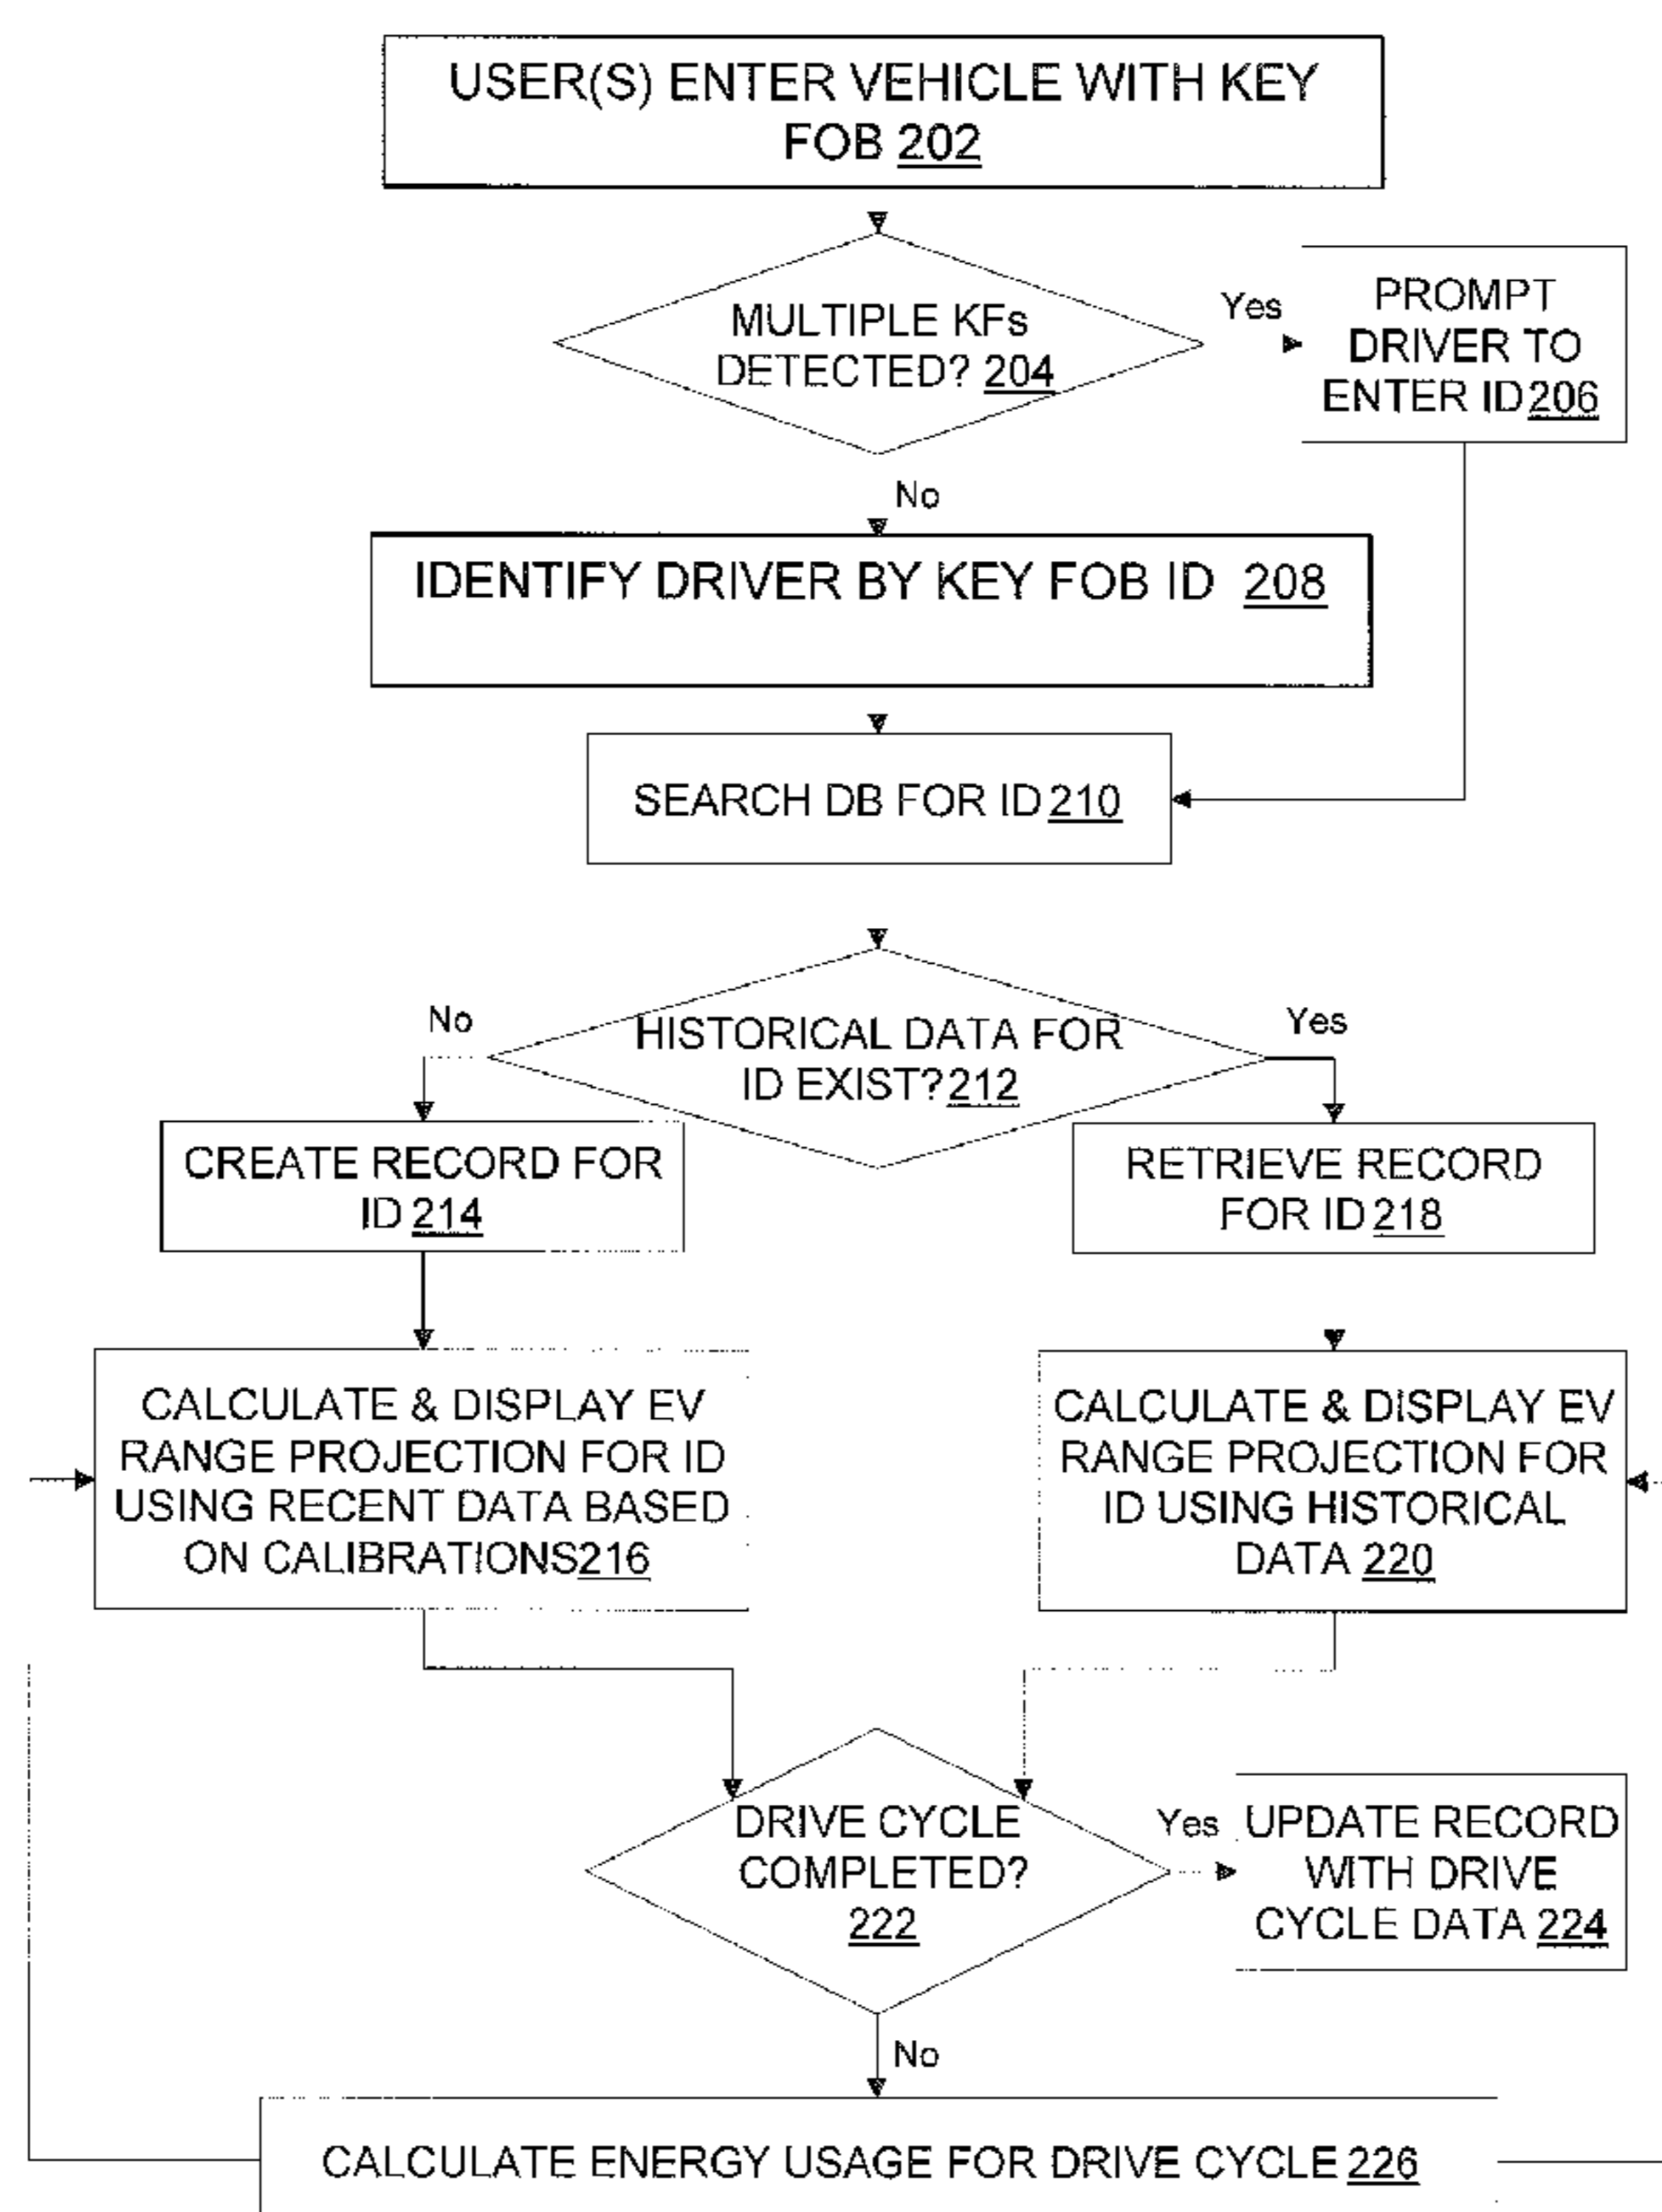 USER(S) ENTER VEHICLE WITH KEY
FOB 202
MULTIPLE KFs
DETECTED? 204
Yes
PROMPT
DRIVER TO
ENTER ID 206
No
IDENTIFY DRIVER BY KEY FOB ID 208
SEARCH DB FOR ID 210
HISTORICAL DATA FOR
ID EXIST? 212
No
Yes
CREATE RECORD FOR
ID 214
RETRIEVE RECORD
FOR ID 218
CALCULATE & DISPLAY EV
RANGE PROJECTION FOR ID
USING RECENT DATA BASED
ON CALIBRATIONS 216
CALCULATE & DISPLAY EV
RANGE PROJECTION FOR
ID USING HISTORICAL
DATA 220
DRIVE CYCLE
COMPLETED?
222
Yes
UPDATE RECORD
WITH DRIVE
CYCLE DATA 224
No
CALCULATE ENERGY USAGE FOR DRIVE CYCLE 226